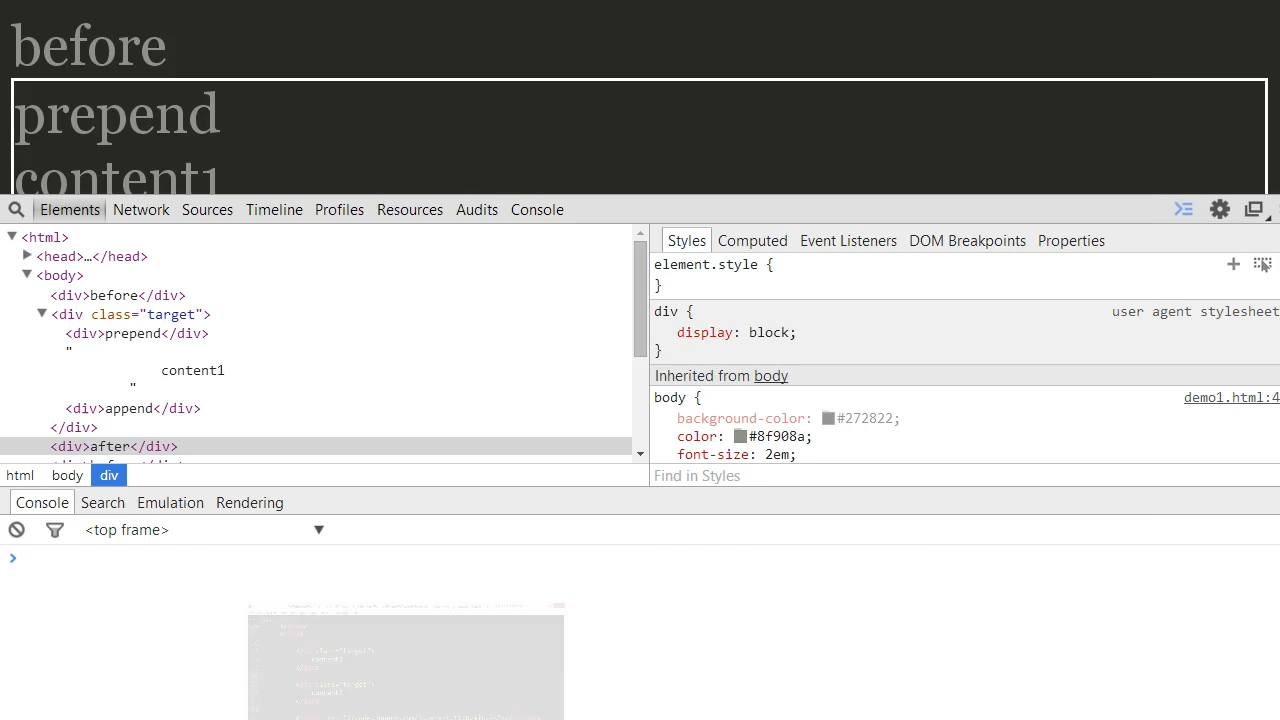 before
prepend
content1
Elements Network Sources Timeline Profiles Resources Audits Console
<html>
<head>…</head>
<body>
<div>before</div>
<div class="target">
<div>prepend</div>
"
content1
"
<div>append</div>
</div>
<div>after</div>
html body div
Styles Computed Event Listeners DOM Breakpoints Properties
element.style {
}
div { user agent stylesheet
display: block;
}
Inherited from body
body { demo1.html:4
background-color: #272822;
color: #8f908a;
font-size: 2em;
Find in Styles
Console Search Emulation Rendering
<top frame>